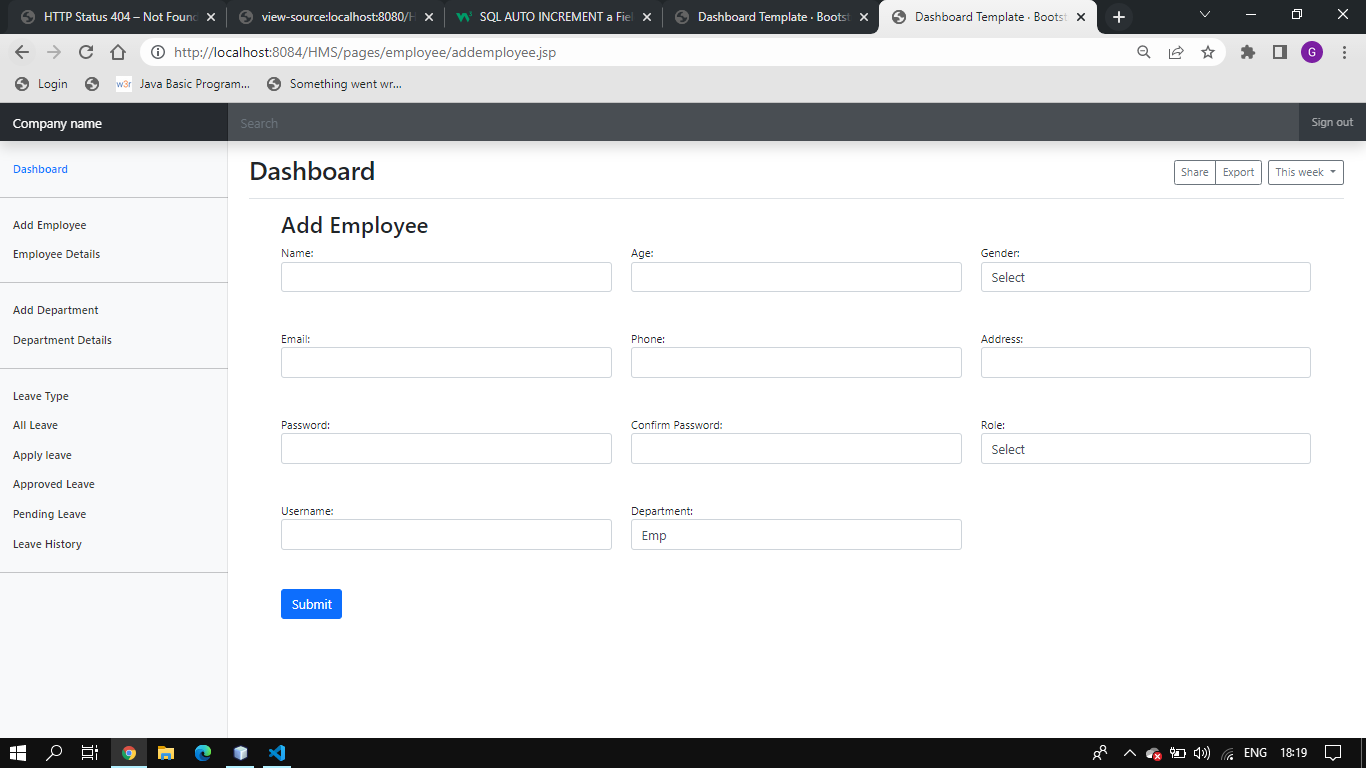 HTTP Status 404 – Not Foun
view-source:localhost:8080/H
SQL AUTO INCREMENT a Fiel
Dashboard Template · Bootst
Dashboard Template · Bootst
http://localhost:8084/HMS/pages/employee/addemployee.jsp
G
Login
w3r Java Basic Program...
Something went wr...
Company name
Search
Sign out
Dashboard
Add Employee
Employee Details
Add Department
Department Details
Leave Type
All Leave
Apply leave
Approved Leave
Pending Leave
Leave History
Dashboard
Share
Export
This week
Add Employee
Name:
Age:
Gender:
Select
Email:
Phone:
Address:
Password:
Confirm Password:
Role:
Select
Username:
Department:
Emp
Submit
ENG
18:19